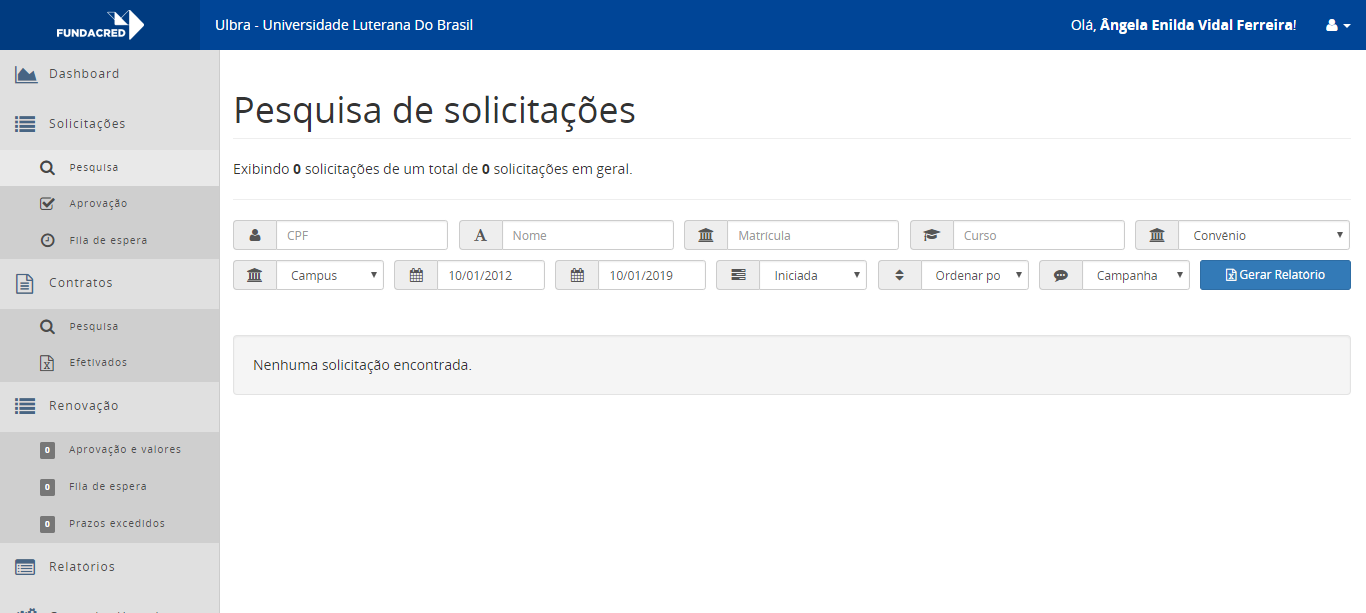 FUNDACRED
Ulbra - Universidade Luterana Do Brasil
Olá, Ângela Enilda Vidal Ferreira!
Dashboard
Solicitações
Pesquisa
Aprovação
Fila de espera
Contratos
Pesquisa
Efetivados
Renovação
0 Aprovação e valores
0 Fila de espera
0 Prazos excedidos
Relatórios
Pesquisa de solicitações
Exibindo 0 solicitações de um total de 0 solicitações em geral.
CPF
Nome
Matrícula
Curso
Convênio
Campus
10/01/2012
10/01/2019
Iniciada
Ordenar po
Campanha
Gerar Relatório
Nenhuma solicitação encontrada.